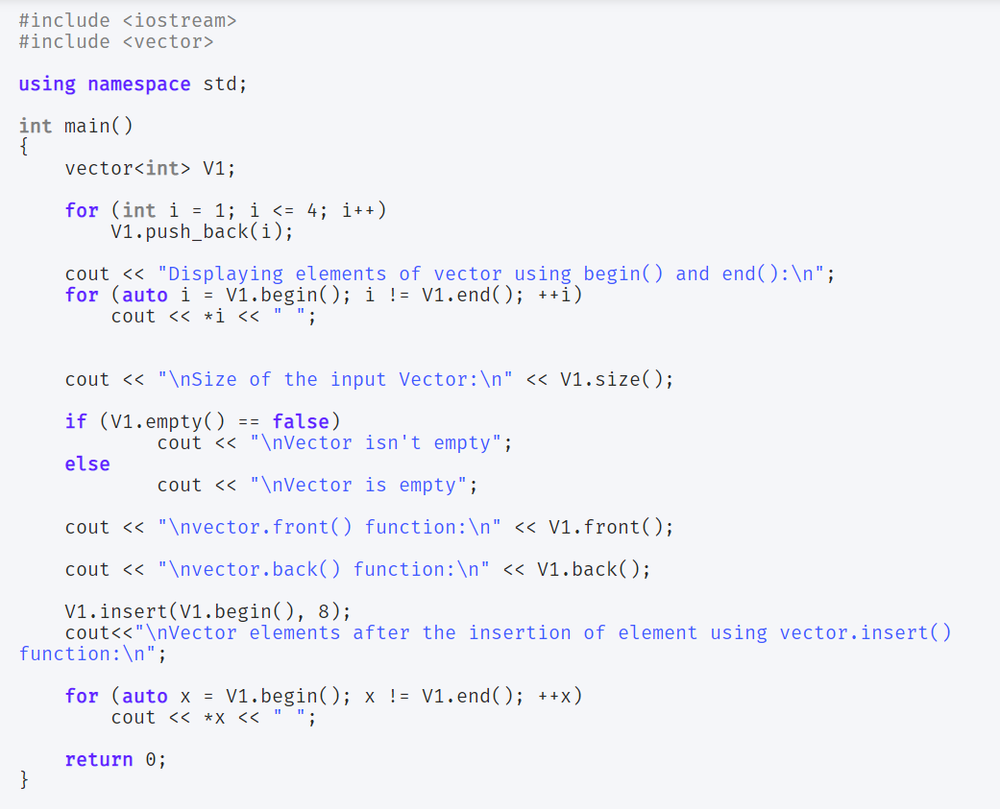 #include <iostream>
#include <vector>

using namespace std;

int main()
{
    vector<int> V1;

    for (int i = 1; i <= 4; i++)
        V1.push_back(i);

    cout << "Displaying elements of vector using begin() and end():\n";
    for (auto i = V1.begin(); i != V1.end(); ++i)
        cout << *i << " ";


    cout << "\nSize of the input Vector:\n" << V1.size();

    if (V1.empty() == false)
            cout << "\nVector isn't empty";
    else
            cout << "\nVector is empty";

    cout << "\nvector.front() function:\n" << V1.front();

    cout << "\nvector.back() function:\n" << V1.back();

    V1.insert(V1.begin(), 8);
    cout<<"\nVector elements after the insertion of element using vector.insert()
function:\n";

    for (auto x = V1.begin(); x != V1.end(); ++x)
        cout << *x << " ";

    return 0;
}